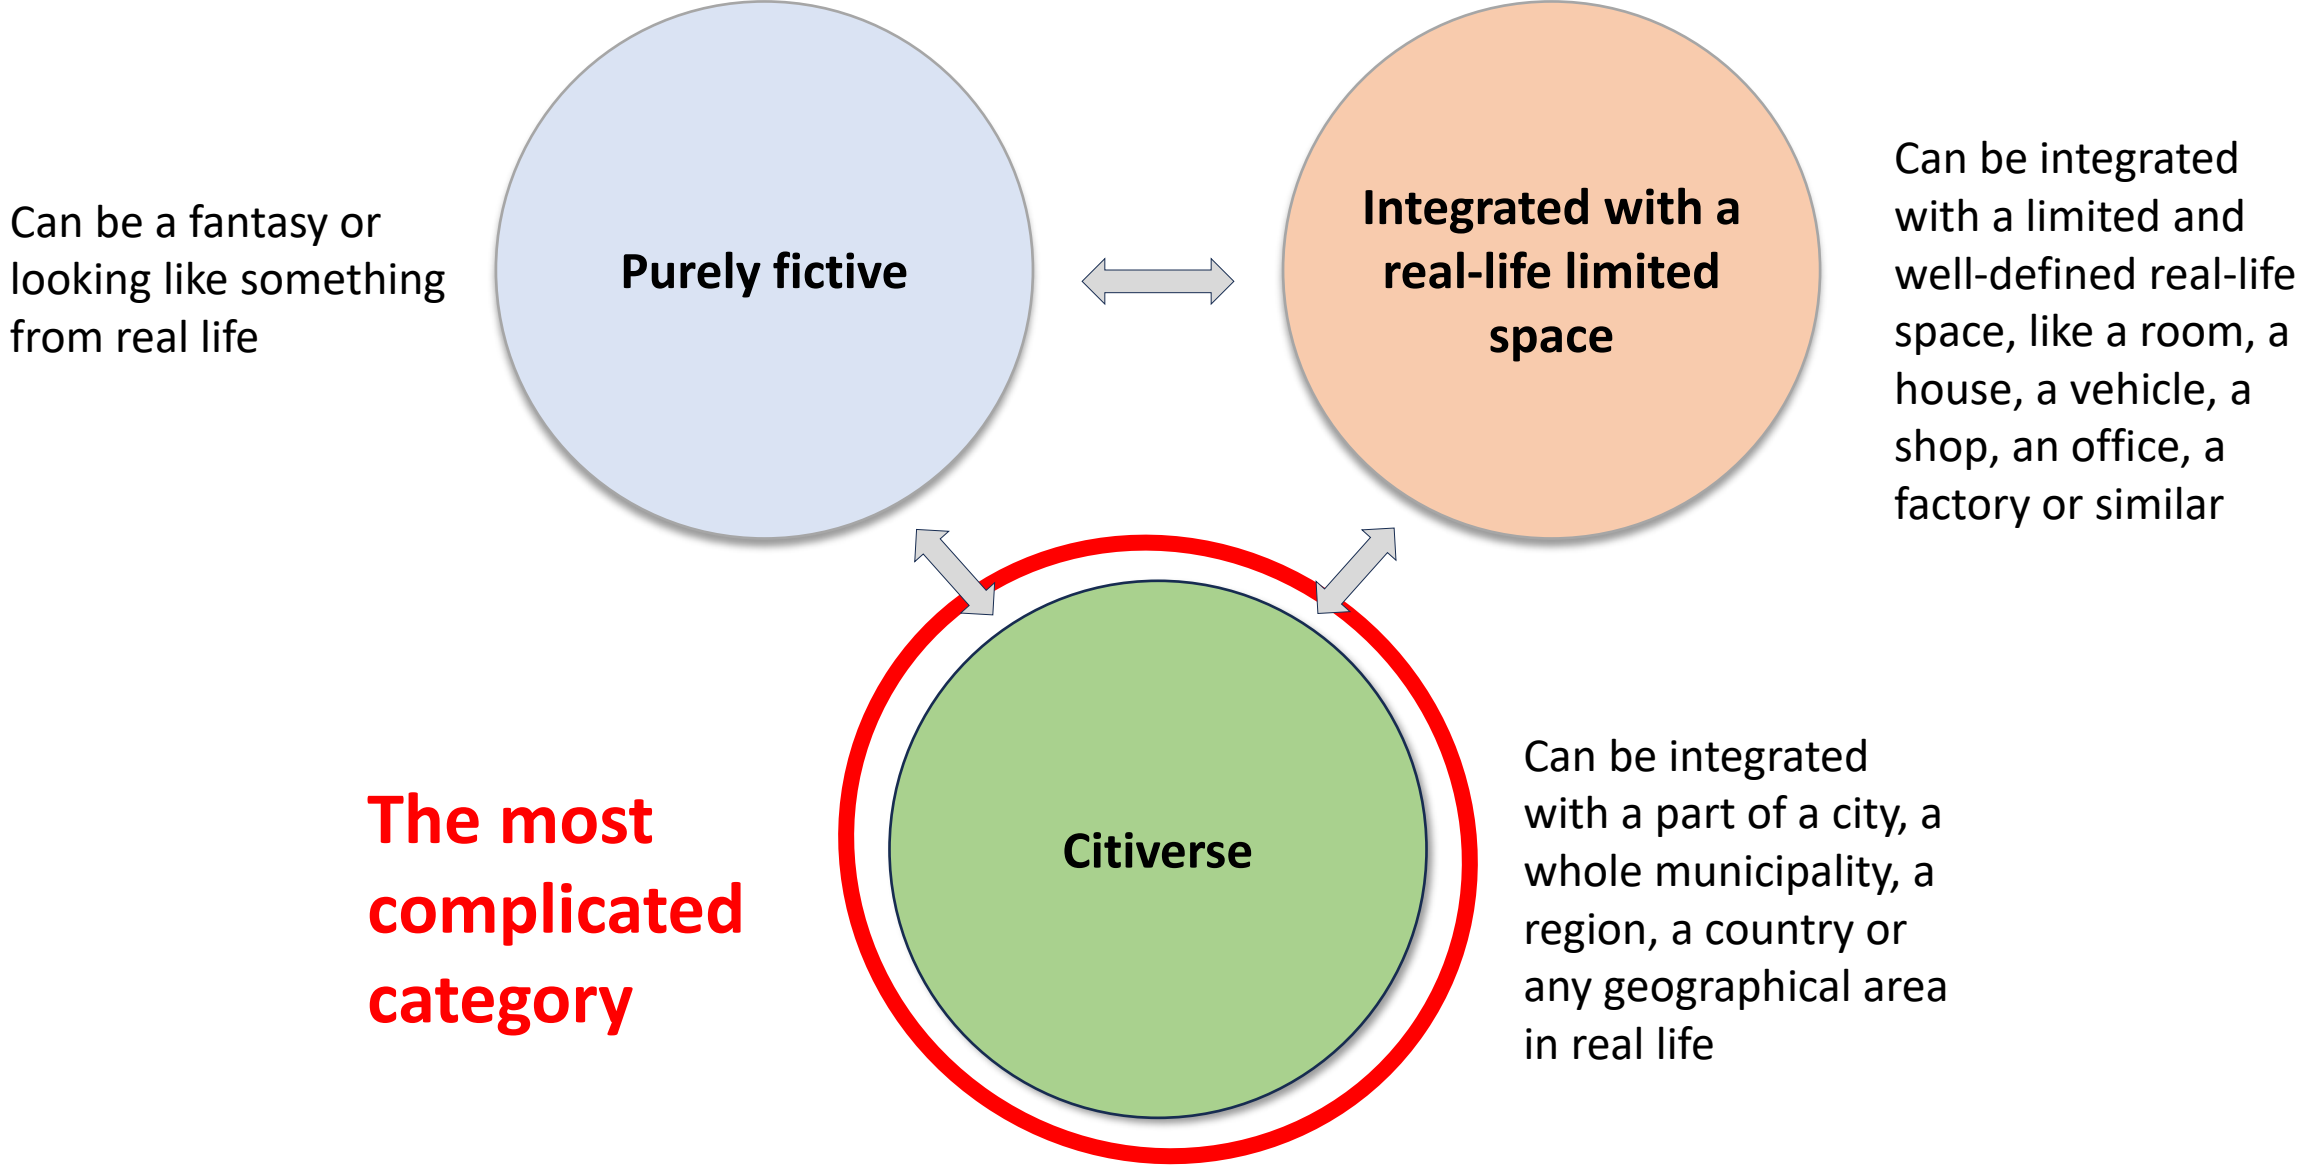 Can be a fantasy or
looking like something
from real life
Purely fictive
Integrated with a
real-life limited
space
Can be integrated
with a limited and
well-defined real-life
space, like a room, a
house, a vehicle, a
shop, an office, a
factory or similar
The most
complicated
category
Citiverse
Can be integrated
with a part of a city, a
whole municipality, a
region, a country or
any geographical area
in real life